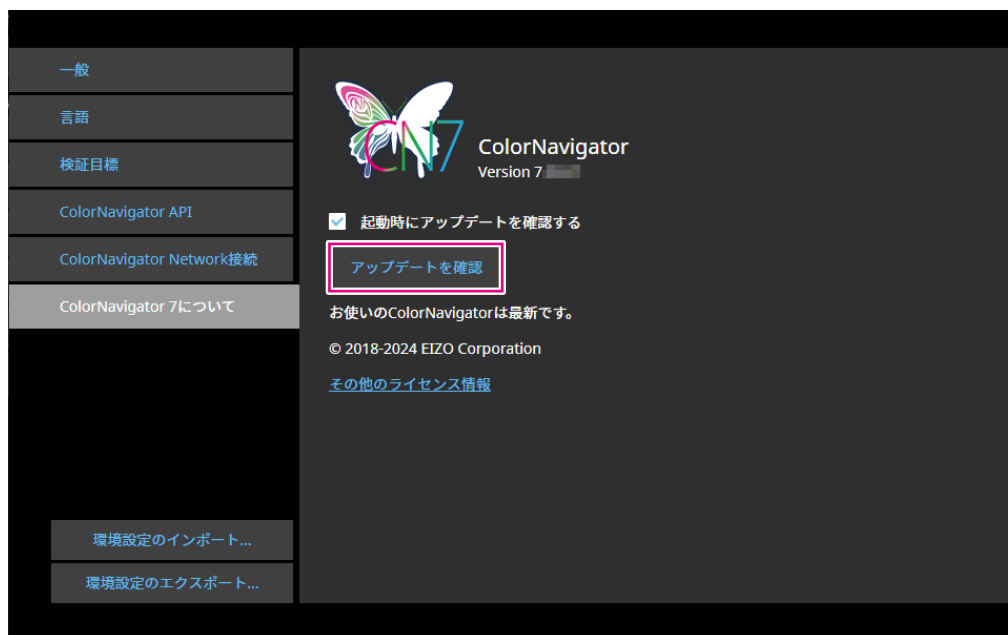 一般
言語
検証目標
ColorNavigator API
ColorNavigator Network接続
ColorNavigator 7について
環境設定のインポート...
環境設定のエクスポート...
CN7
ColorNavigator
Version 7
起動時にアップデートを確認する
アップデートを確認
お使いのColorNavigatorは最新です。
© 2018-2024 EIZO Corporation
その他のライセンス情報